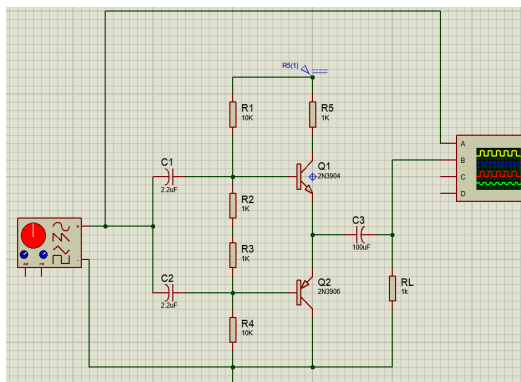 R5(1)
R1
10K
R5
1K
A
B
C
D
C1
2.2uF
Q1
2N3904
R2
1K
C3
100uF
R3
1K
C2
2.2uF
Q2
2N3906
RL
1k
R4
10K
+
-